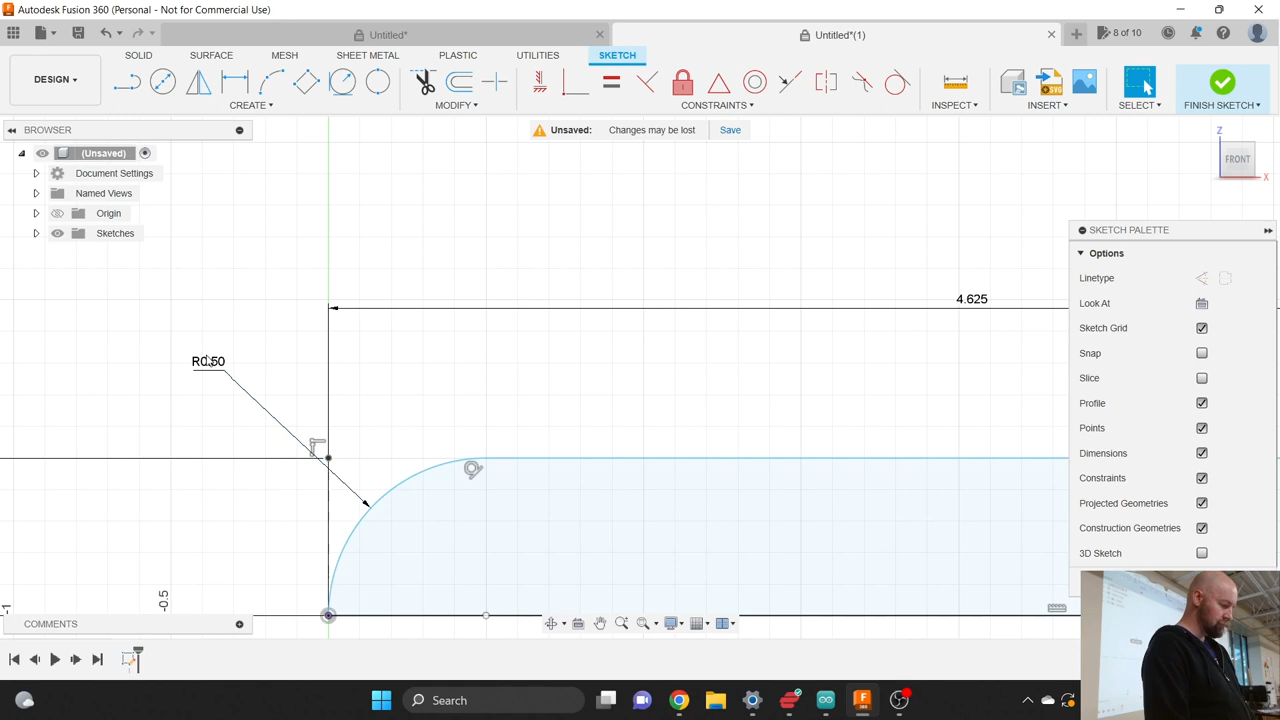 Autodesk Fusion 360 (Personal - Not for Commercial Use)
Untitled*
Untitled*(1)
8 of 10
SOLID
SURFACE
MESH
SHEET METAL
PLASTIC
UTILITIES
SKETCH
DESIGN
CREATE
MODIFY
CONSTRAINTS
INSPECT
INSERT
SELECT
FINISH SKETCH
SVG
BROWSER
Unsaved: Changes may be lost Save
(Unsaved)
Document Settings
Named Views
Origin
Sketches
Z
FRONT
X
SKETCH PALETTE
Options
Linetype
Look At
Sketch Grid
Snap
Slice
Profile
Points
Dimensions
Constraints
Projected Geometries
Construction Geometries
3D Sketch
4.625
R0.50
-0.5
-1
COMMENTS
Search